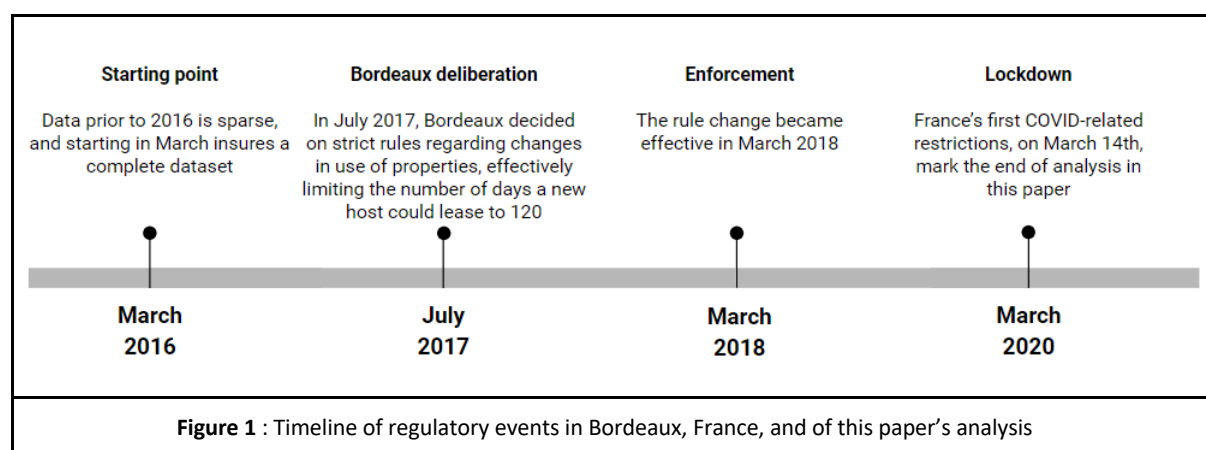 Starting point
Data prior to 2016 is sparse,
and starting in March insures a
complete dataset
Bordeaux deliberation
In July 2017, Bordeaux decided
on strict rules regarding changes
in use of properties, effectively
limiting the number of days a new
host could lease to 120
Enforcement
The rule change became
effective in March 2018
Lockdown
France's first COVID-related
restrictions, on March 14th,
mark the end of analysis in
this paper
March
2016
July
2017
March
2018
March
2020
Figure 1 : Timeline of regulatory events in Bordeaux, France, and of this paper's analysis